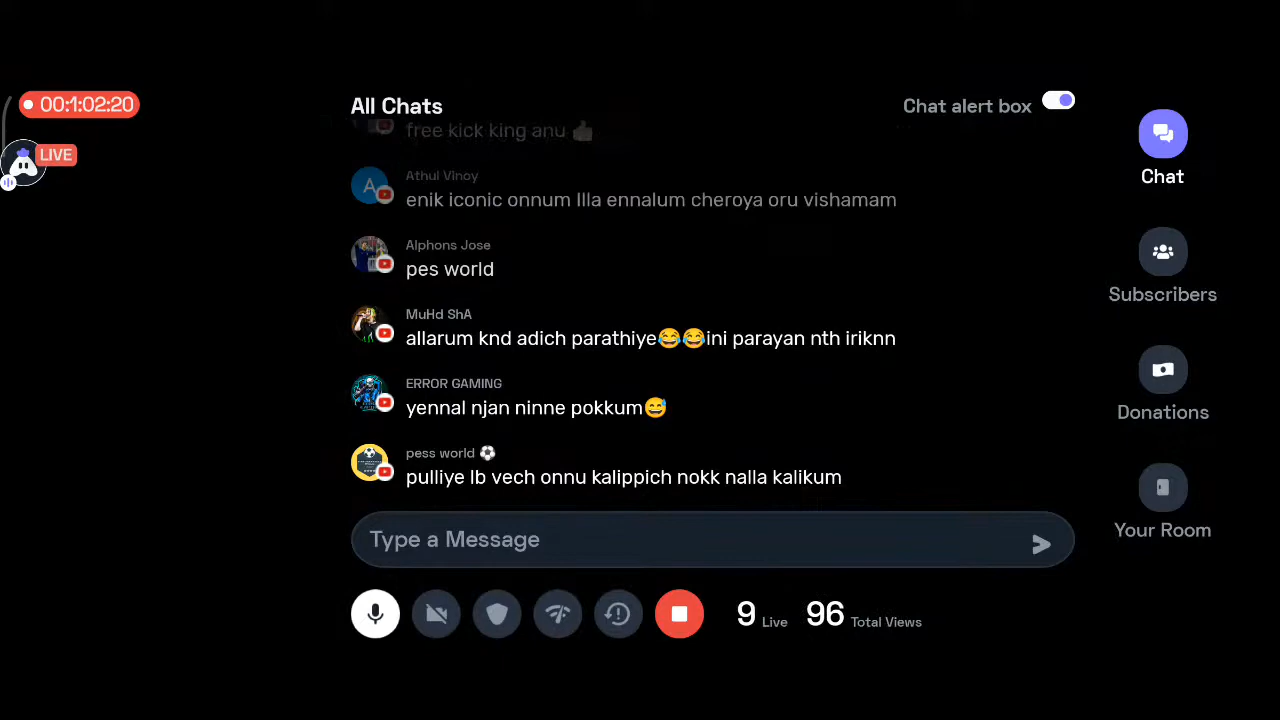 00:1:02:20
LIVE
All Chats
Chat alert box
free kick king anu 👍
A
Athul Vinoy
enik iconic onnum Illa ennalum cheroya oru vishamam
Alphons Jose
pes world
MuHd ShA
allarum knd adich parathiye😂😂ini parayan nth iriknn
ERROR GAMING
yennal njan ninne pokkum😅
pess world ⚽
pulliye lb vech onnu kalippich nokk nalla kalikum
Type a Message
9 Live 96 Total Views
Chat
Subscribers
Donations
Your Room